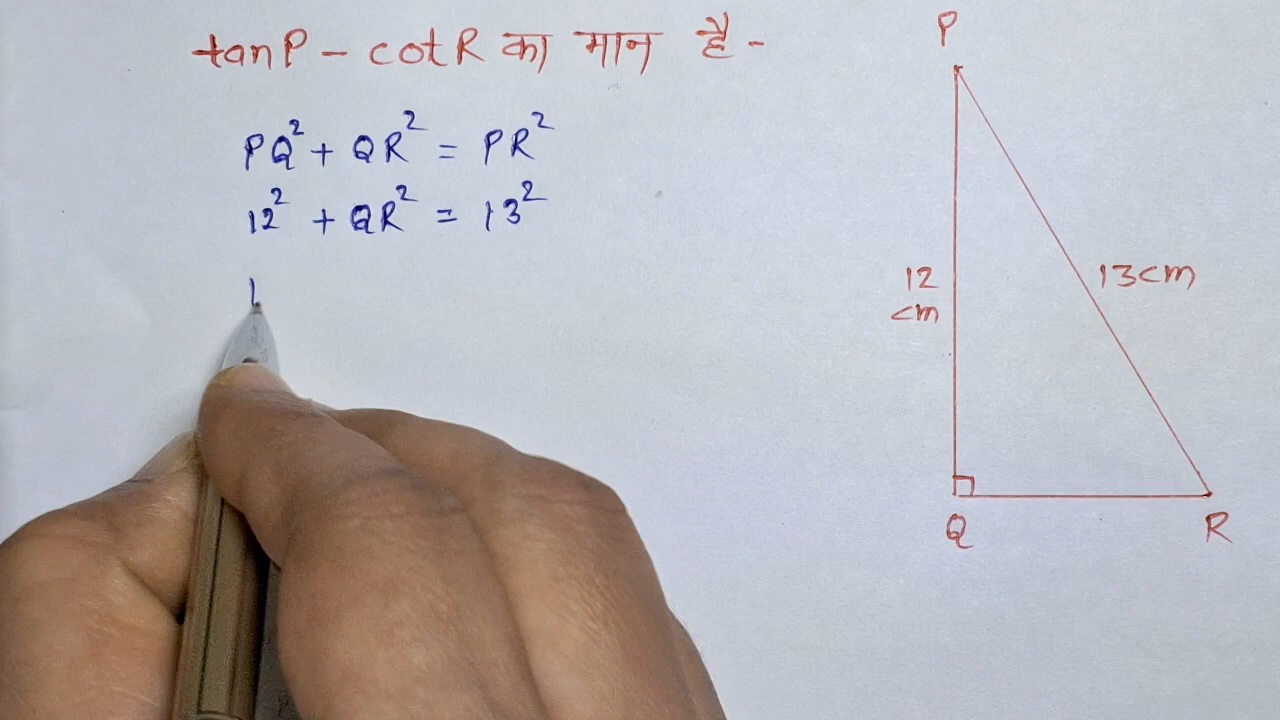 tanP - cotR का मान है -
PQ² + QR² = PR²
12² + QR² = 13²
1
P
12
cm
13cm
Q
R